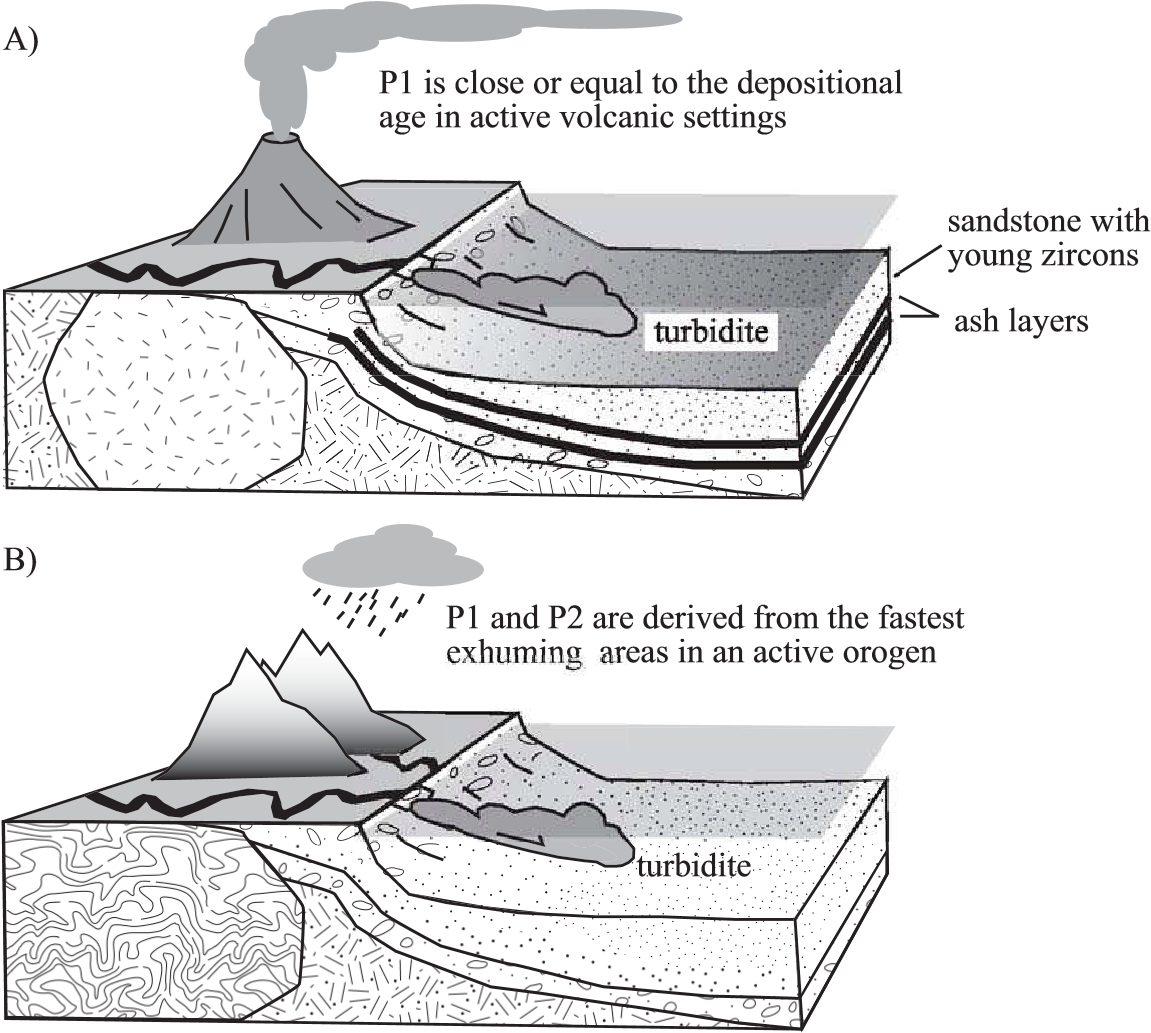 A)
P1 is close or equal to the depositional
age in active volcanic settings
sandstone with
young zircons
ash layers
turbidite
B)
P1 and P2 are derived from the fastest
exhuming areas in an active orogen
turbidite